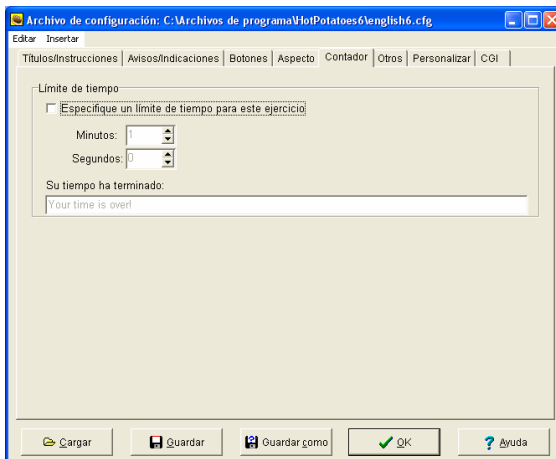 Archivo de configuración: C:\Archivos de programa\HotPotatoes6\english6.cfg
Editar Insertar
Títulos/Instrucciones Avisos/Indicaciones Botones Aspecto Contador Otros Personalizar CGI
Límite de tiempo
Especifique un límite de tiempo para este ejercicio
Minutos: 1
Segundos: 0
Su tiempo ha terminado:
Your time is over!
Cargar Guardar Guardar como OK Ayuda